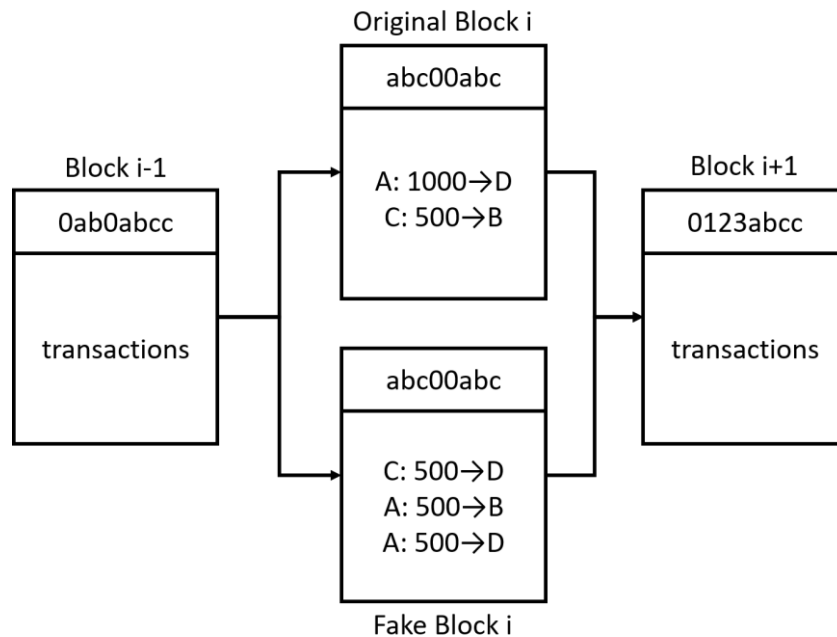 Original Block i
abc00abc
A: 1000→D
C: 500→B
Block i-1
0ab0abcc
transactions
Block i+1
0123abcc
transactions
abc00abc
C: 500→D
A: 500→B
A: 500→D
Fake Block i